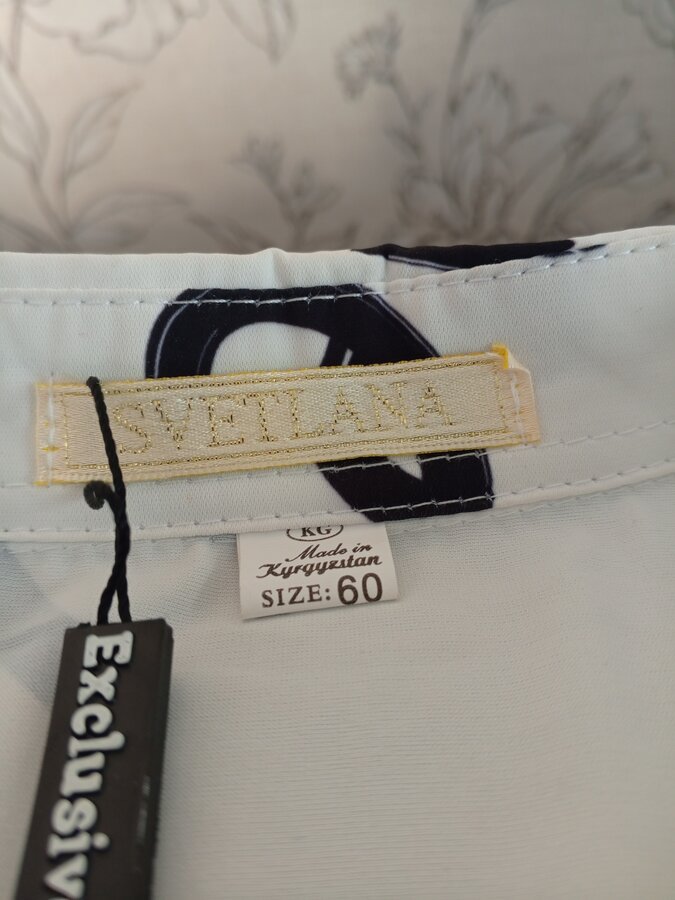 SVETLANA
KG
Made in
Kyrgyzstan
SIZE: 60
Exclusiv